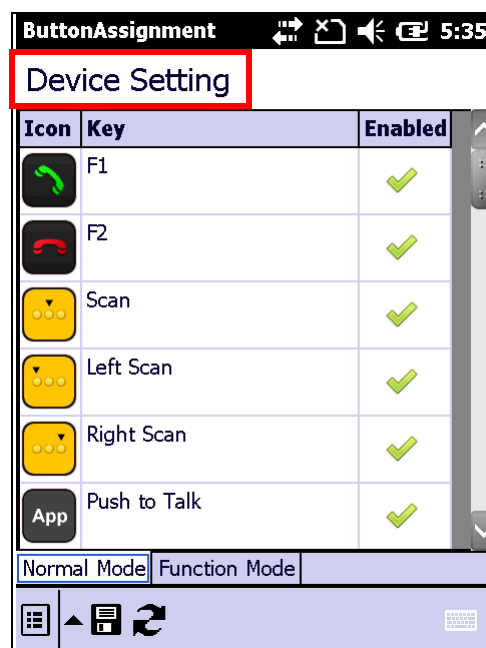 ButtonAssignment 5:35
Device Setting
Icon Key Enabled
F1
F2
Scan
Left Scan
Right Scan
App Push to Talk
Normal Mode Function Mode